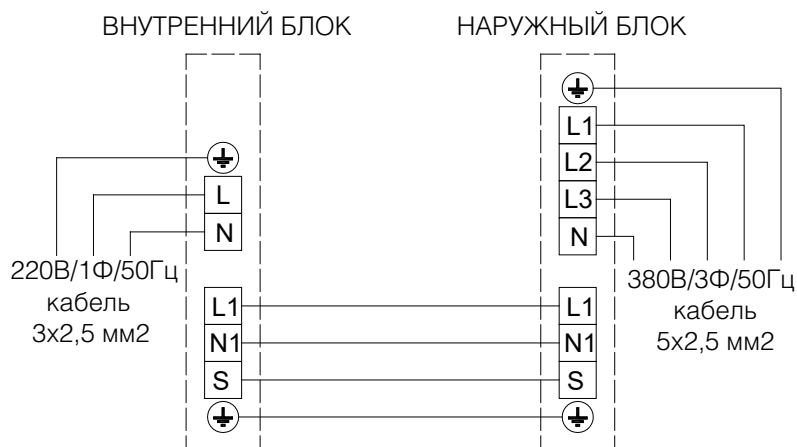 ВНУТРЕННИЙ БЛОК
НАРУЖНЫЙ БЛОК
L
N
220В/1Ф/50Гц
кабель
3х2,5 мм2
L1
N1
S
L1
L2
L3
N
380В/3Ф/50Гц
кабель
5х2,5 мм2
L1
N1
S